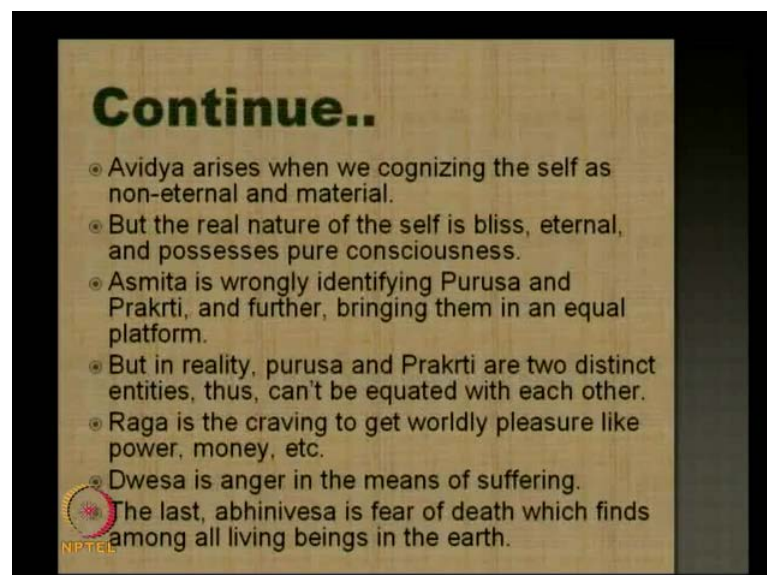 Continue..
Avidya arises when we cognizing the self as
non-eternal and material.
But the real nature of the self is bliss, eternal,
and possesses pure consciousness.
Asmita is wrongly identifying Purusa and
Prakrti, and further, bringing them in an equal
platform.
But in reality, purusa and Prakrti are two distinct
entities, thus, can't be equated with each other.
Raga is the craving to get worldly pleasure like
power, money, etc.
Dwesa is anger in the means of suffering.
The last, abhinivesa is fear of death which finds
among all living beings in the earth.
NPTEL